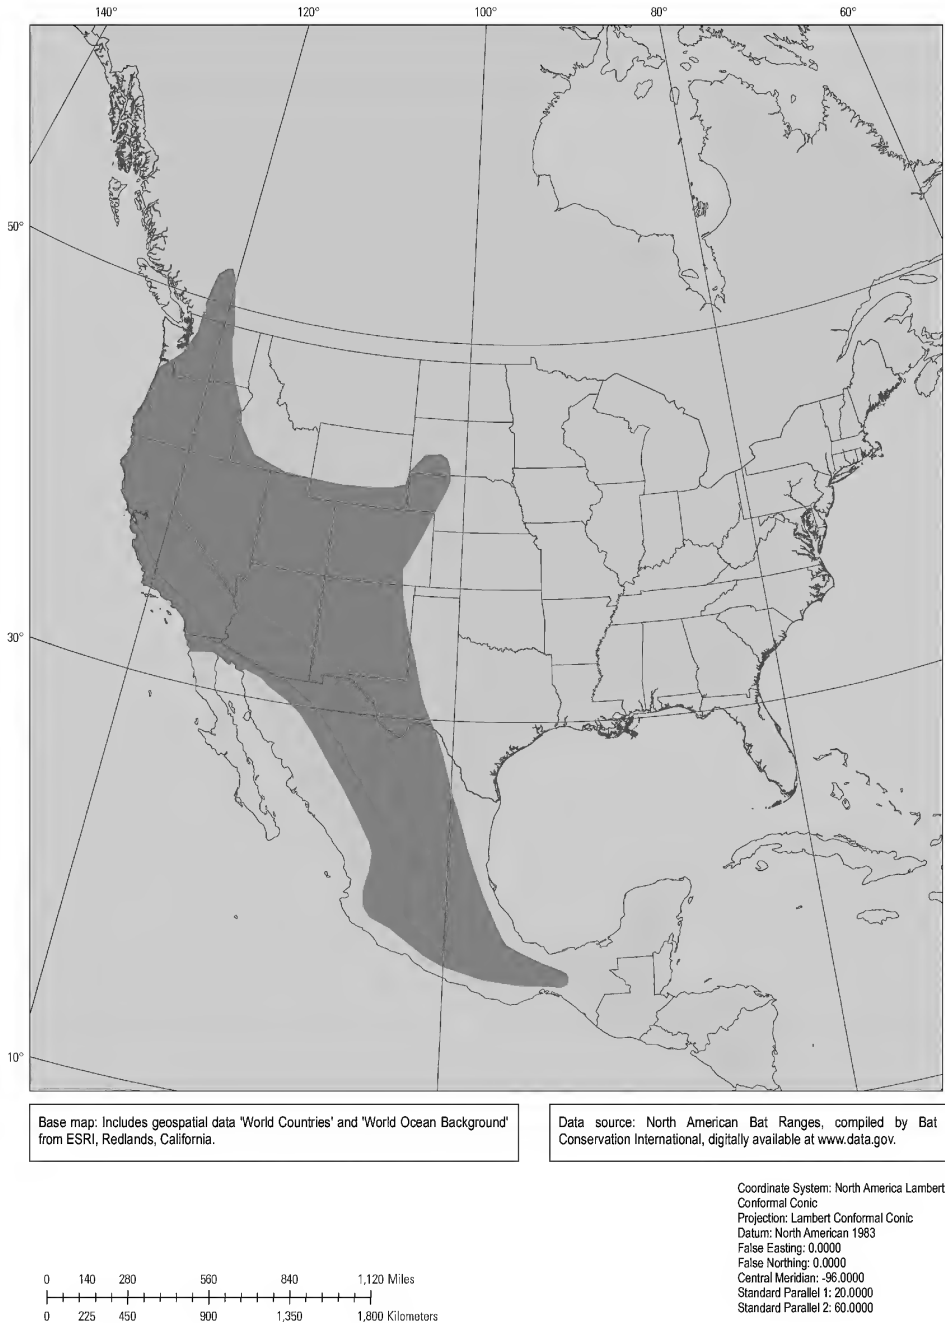 140° 120° 100° 80° 60°
50°
30°
10°
Base map: Includes geospatial data 'World Countries' and 'World Ocean Background'
from ESRI, Redlands, California.
Data source: North American Bat Ranges, compiled by Bat
Conservation International, digitally available at www.data.gov.
Coordinate System: North America Lambert
Conformal Conic
Projection: Lambert Conformal Conic
Datum: North American 1983
False Easting: 0.0000
False Northing: 0.0000
Central Meridian: -96.0000
Standard Parallel 1: 20.0000
Standard Parallel 2: 60.0000
0 140 280 560 840 1,120 Miles
0 225 450 900 1,350 1,800 Kilometers